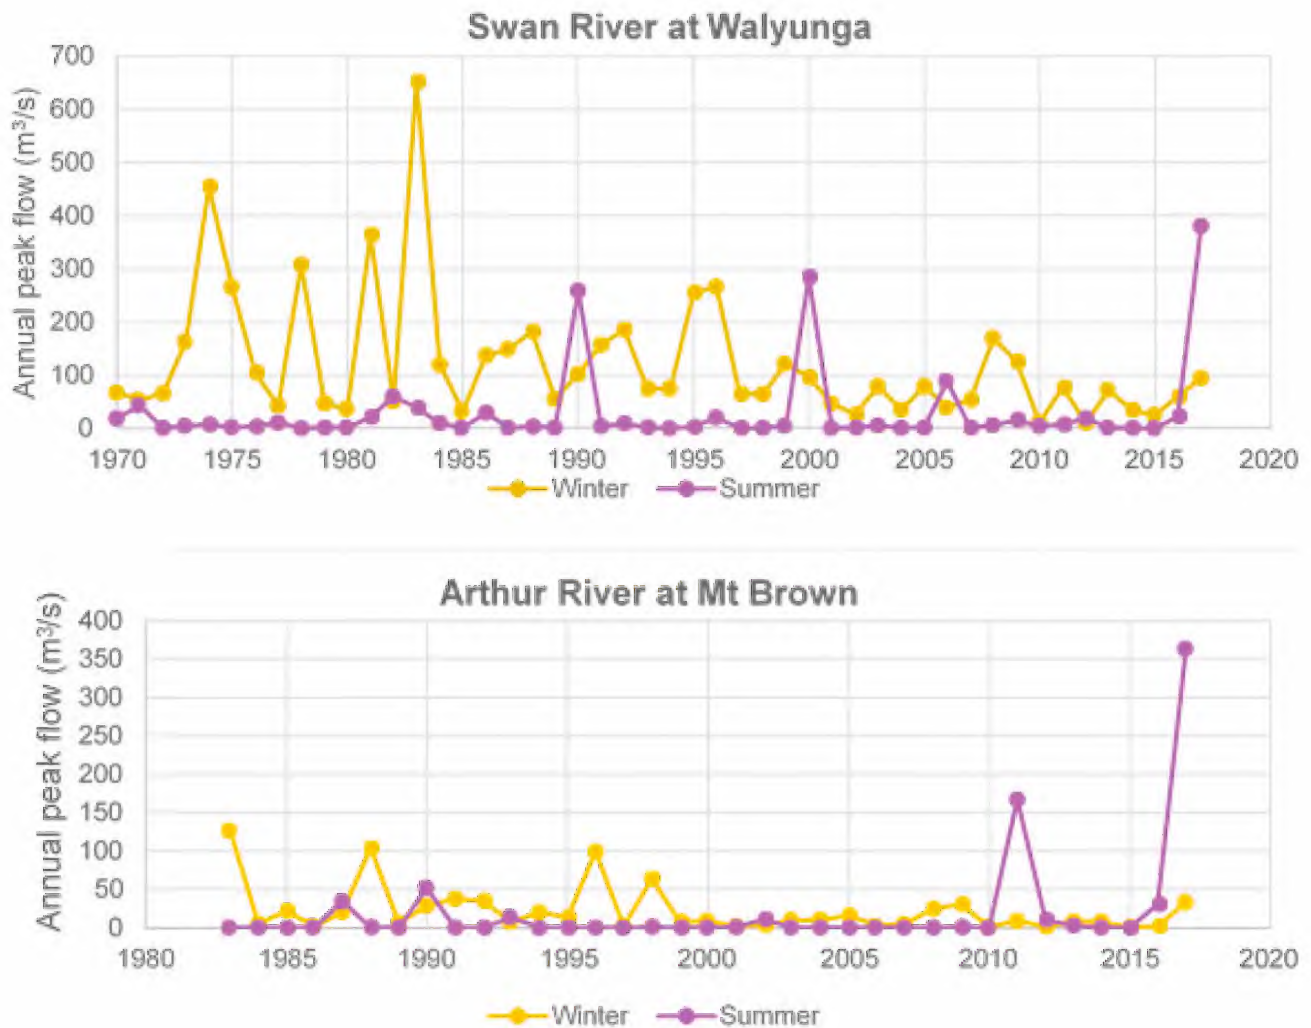 Swan River at Walyunga
Annual peak flow (m³/s)
700
600
500
400
300
200
100
0
1970 1975 1980 1985 1990 1995 2000 2005 2010 2015 2020
Winter Summer
Arthur River at Mt Brown
Annual peak flow (m³/s)
400
350
300
250
200
150
100
50
0
1980 1985 1990 1995 2000 2005 2010 2015 2020
Winter Summer